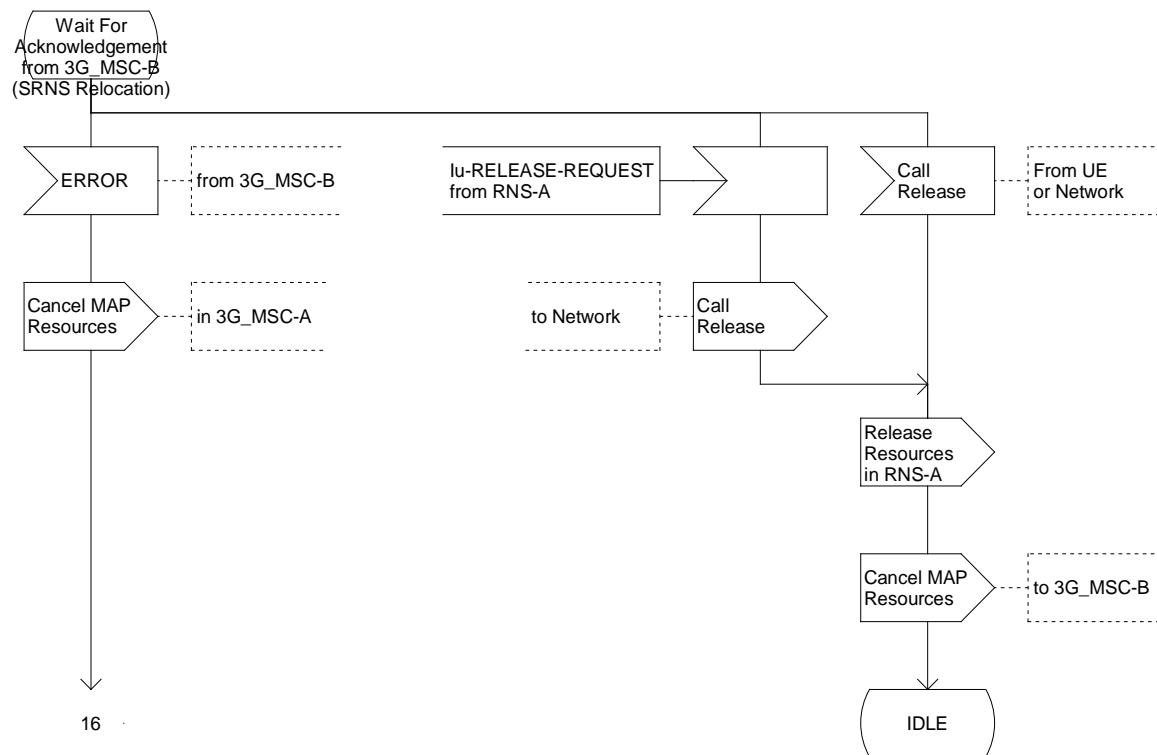 Wait For
Acknowledgement
from 3G_MSC-B
(SRNS Relocation)
ERROR
from 3G_MSC-B
Iu-RELEASE-REQUEST
from RNS-A
Call
Release
From UE
or Network
Cancel MAP
Resources
in 3G_MSC-A
to Network
Call
Release
Release
Resources
in RNS-A
Cancel MAP
Resources
to 3G_MSC-B
16
IDLE